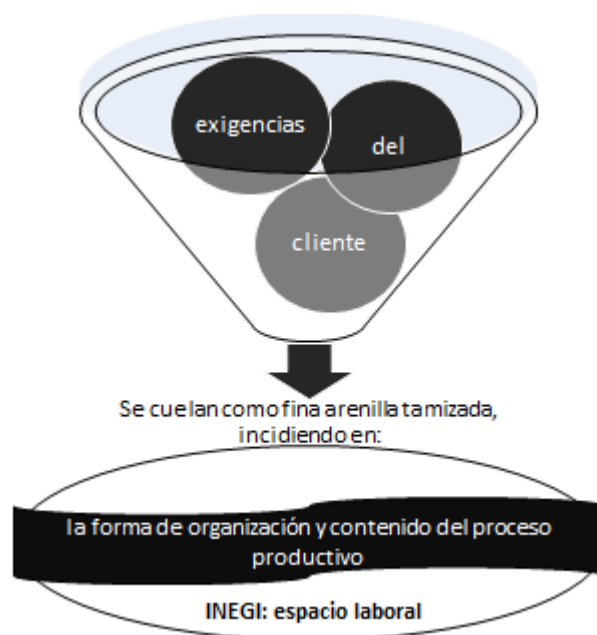 exigencias
del
cliente
Se cuelan como fina arenilla tamizada,
incidiendo en:
la forma de organización y contenido del proceso
productivo
INEGI: espacio laboral